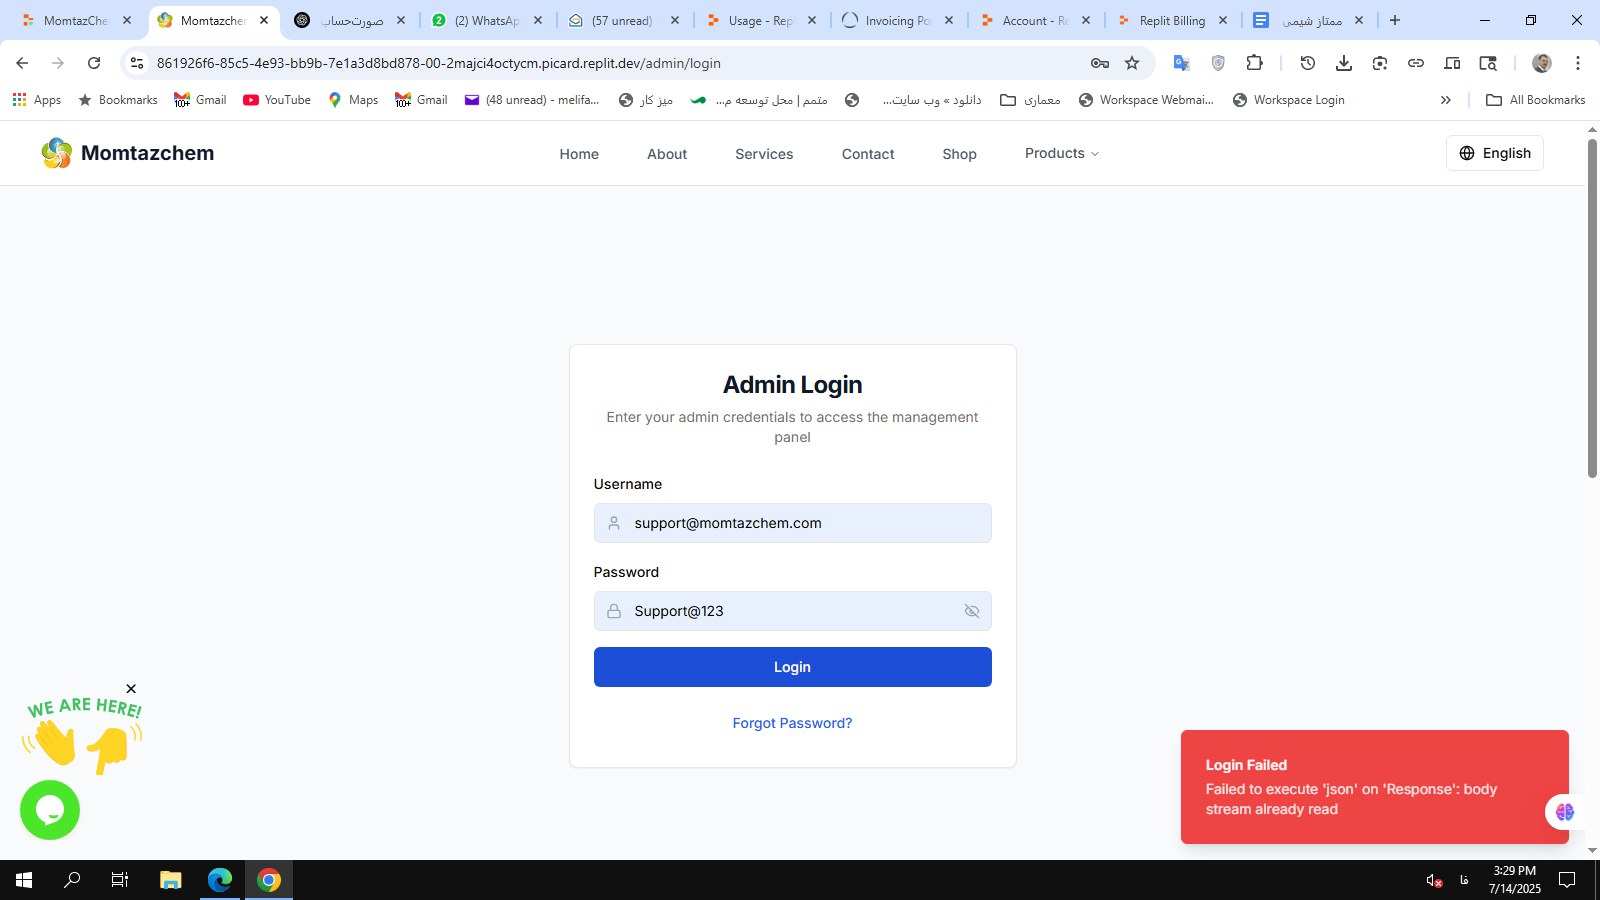 MomtazChe
Momtazchem
صورت‌حساب
(2) WhatsAp
(57 unread)
Usage - Repl
Invoicing Po
Account - Re
Replit Billing
ممتاز شیمی
861926f6-85c5-4e93-bb9b-7e1a3d8bd878-00-2majci4octycm.picard.replit.dev/admin/login
Apps
Bookmarks
Gmail
YouTube
Maps
Gmail
(48 unread) - melifa...
میز کار
متمم | محل توسعه م...
دانلود » وب سایت...
معماری
Workspace Webmai...
Workspace Login
All Bookmarks
Momtazchem
Home
About
Services
Contact
Shop
Products
English
Admin Login
Enter your admin credentials to access the management
panel
Username
support@momtazchem.com
Password
Support@123
Login
Forgot Password?
WE ARE HERE!
Login Failed
Failed to execute 'json' on 'Response': body
stream already read
فا
3:29 PM
7/14/2025